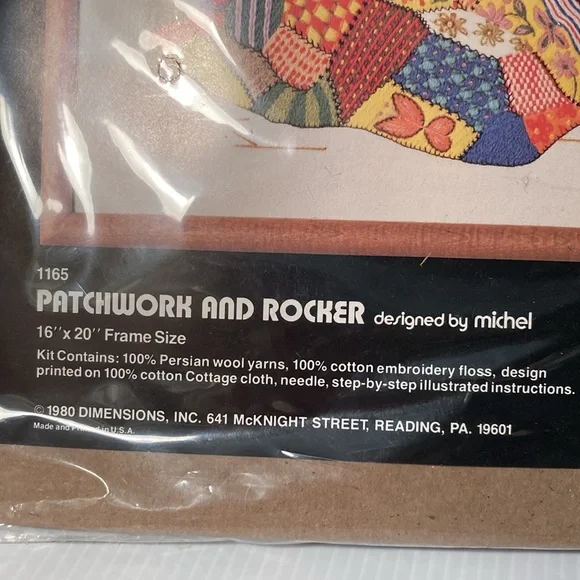 1165
PATCHWORK AND ROCKER designed by michel
16''x 20'' Frame Size
Kit Contains: 100% Persian wool yarns, 100% cotton embroidery floss, design
printed on 100% cotton Cottage cloth, needle, step-by-step illustrated instructions.
© 1980 DIMENSIONS, INC. 641 McKNIGHT STREET, READING, PA. 19601
Made and Printed in U.S.A.